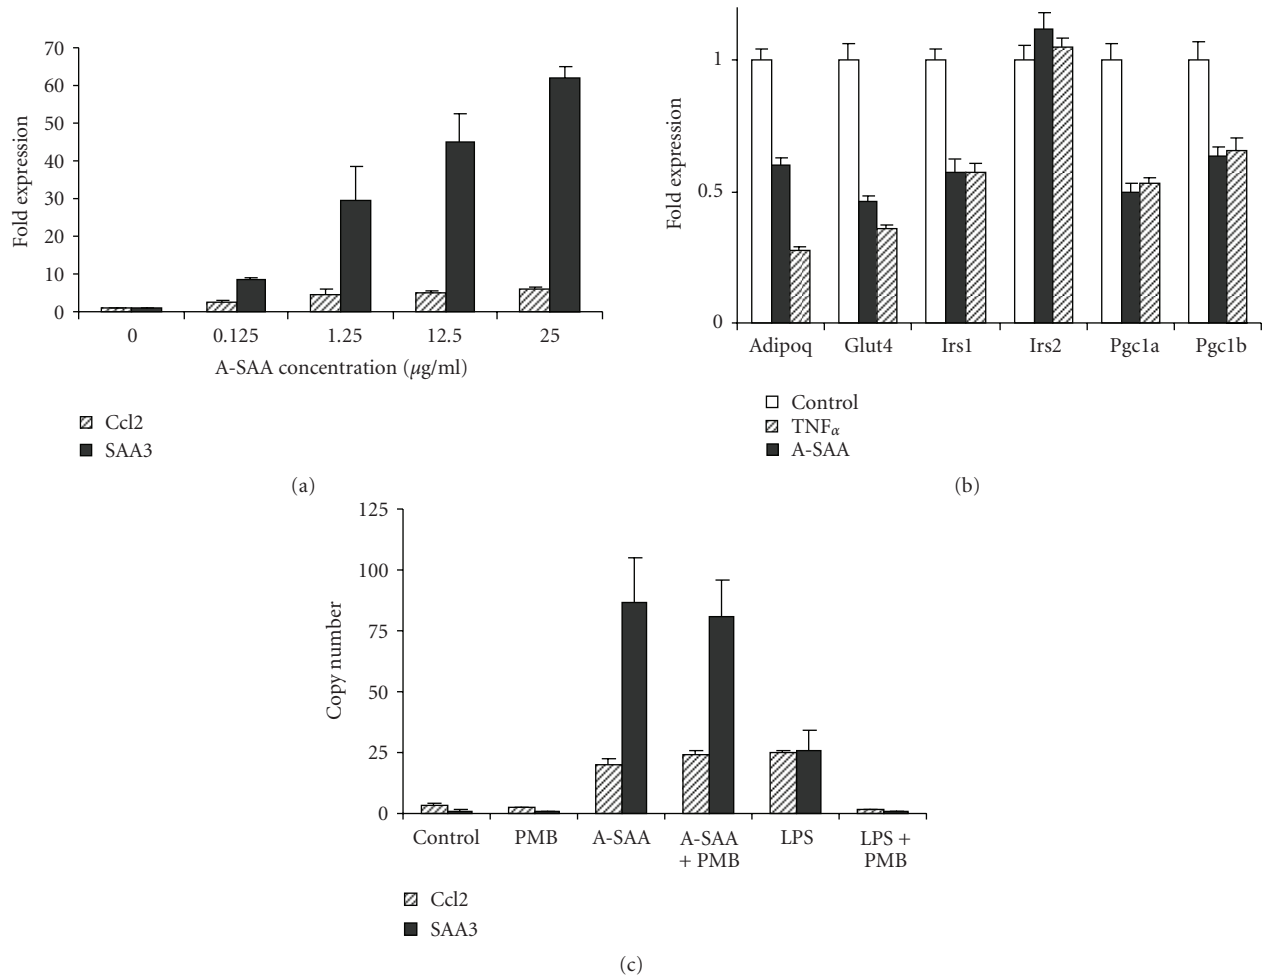 70
60
50
40
30
20
10
0
Fold expression
0 0.125 1.25 12.5 25
A-SAA concentration (μg/ml)
Ccl2
SAA3
(a)
1
0.5
0
Fold expression
Adipoq Glut4 Irs1 Irs2 Pgc1a Pgc1b
Control
TNFα
A-SAA
(b)
125
100
75
50
25
0
Copy number
Control PMB A-SAA A-SAA + PMB LPS LPS + PMB
Ccl2
SAA3
(c)